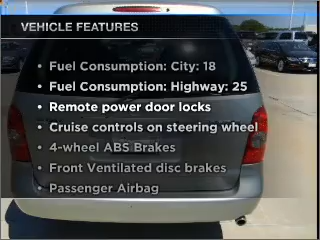 VEHICLE FEATURES
• Fuel Consumption: City: 18
• Fuel Consumption: Highway: 25
• Remote power door locks
• Cruise controls on steering wheel
• 4-wheel ABS Brakes
• Front Ventilated disc brakes
• Passenger Airbag